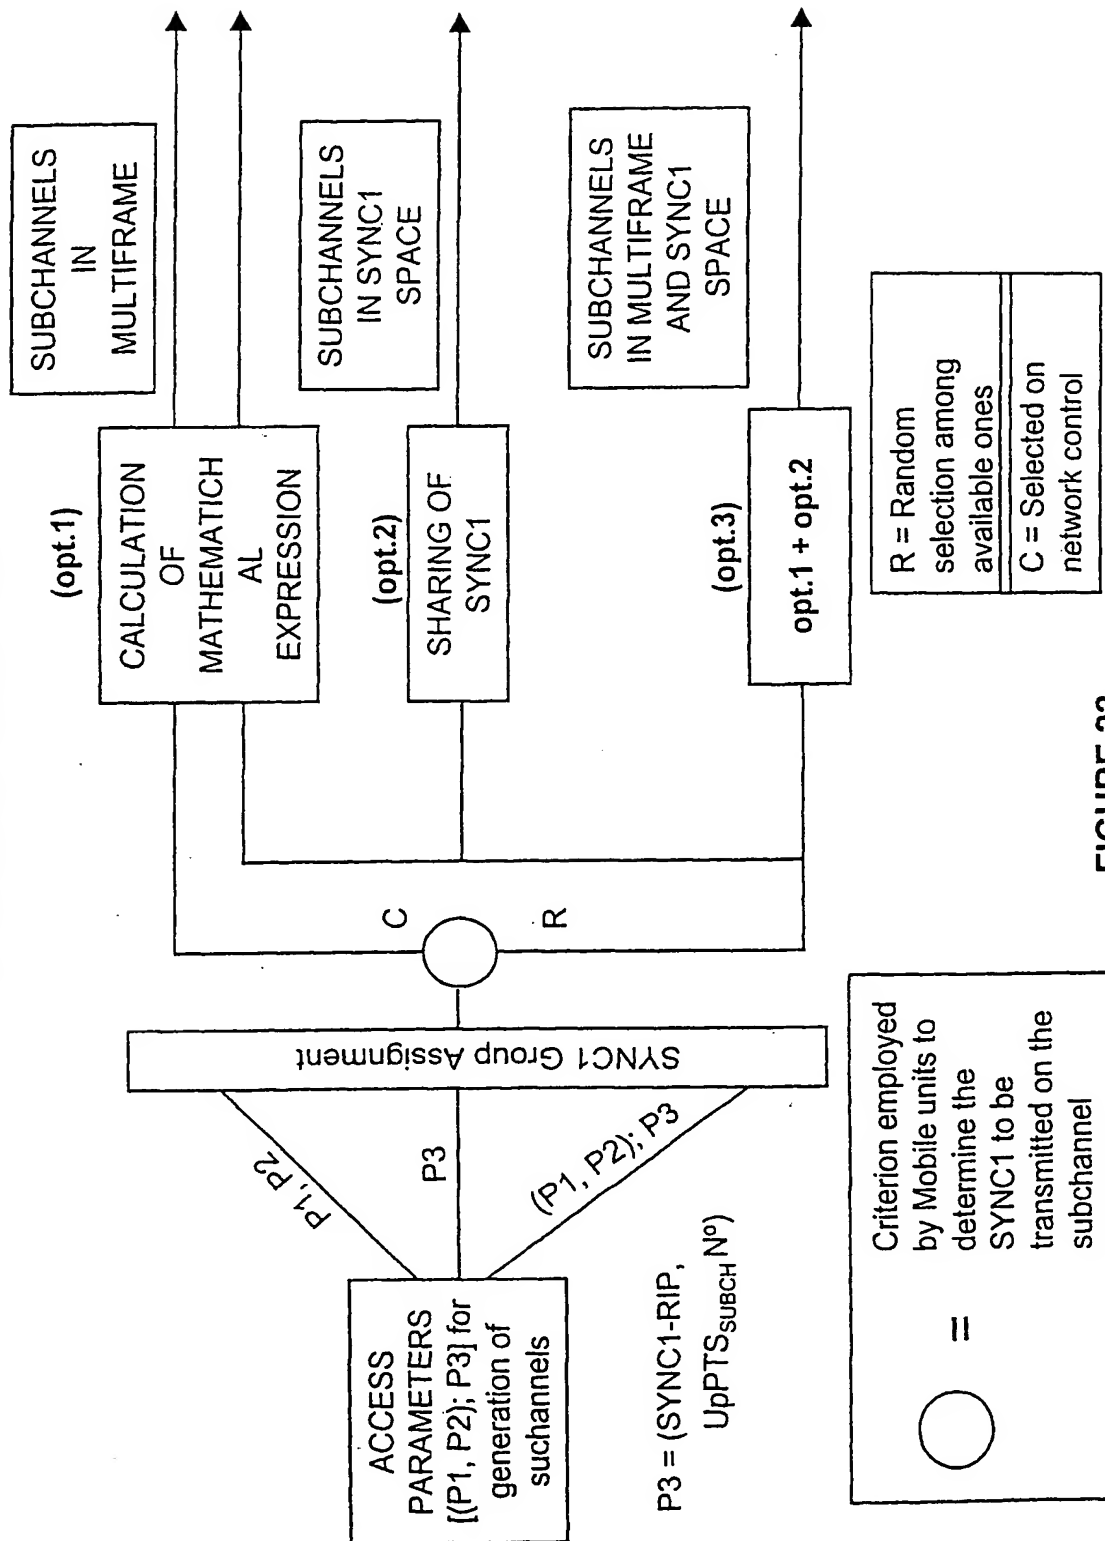 ACCESS
PARAMETERS
[(P1, P2); P3] for
generation of
suchannels
P3 = (SYNC1-RIP,
UpPTSSUBCH Nº)
P1, P2
P3
(P1, P2); P3
SYNC1 Group Assignment
C
R
(opt.1)
CALCULATION
OF
MATHEMATICH
AL
EXPRESSION
(opt.2)
SHARING OF
SYNC1
(opt.3)
opt.1 + opt.2
SUBCHANNELS
IN
MULTIFRAME
SUBCHANNELS
IN SYNC1
SPACE
SUBCHANNELS
IN MULTIFRAME
AND SYNC1
SPACE
=
Criterion employed
by Mobile units to
determine the
SYNC1 to be
transmitted on the
subchannel
R = Random
selection among
available ones
C = Selected on
network control
FIGURE